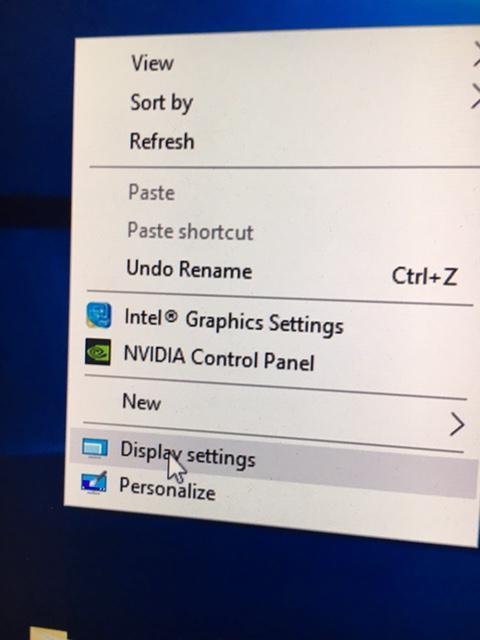 View
Sort by
Refresh
Paste
Paste shortcut
Undo Rename Ctrl+Z
Intel® Graphics Settings
NVIDIA Control Panel
New
Display settings
Personalize